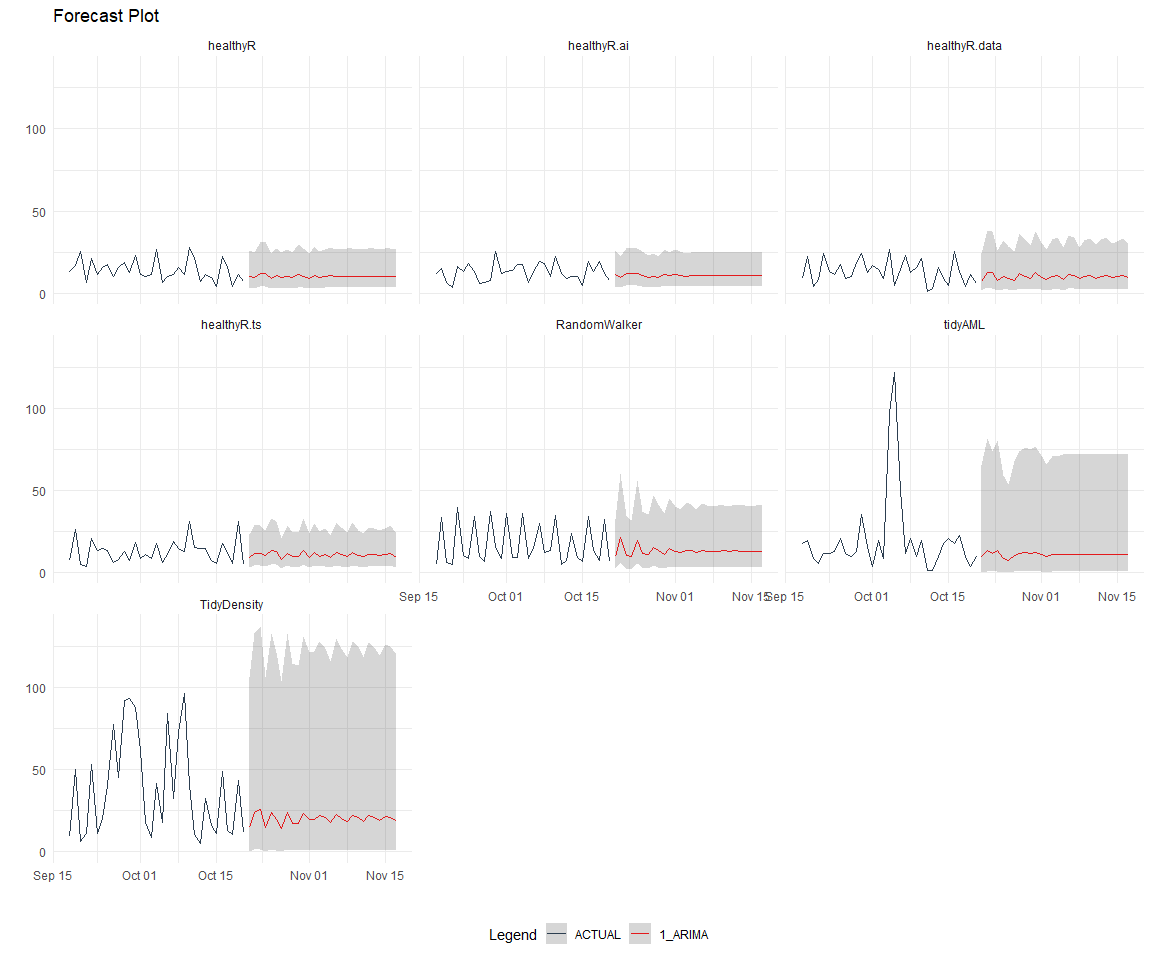 Forecast Plot
healthyR healthyR.ai healthyR.data
100
50
0
healthyR.ts RandomWalker tidyAML
100
50
0
Sep 15 Oct 01 Oct 15 Nov 01 Nov 15 Sep 15 Oct 01 Oct 15 Nov 01 Nov 15
TidyDensity
100
50
0
Sep 15 Oct 01 Oct 15 Nov 01 Nov 15
Legend ACTUAL 1_ARIMA